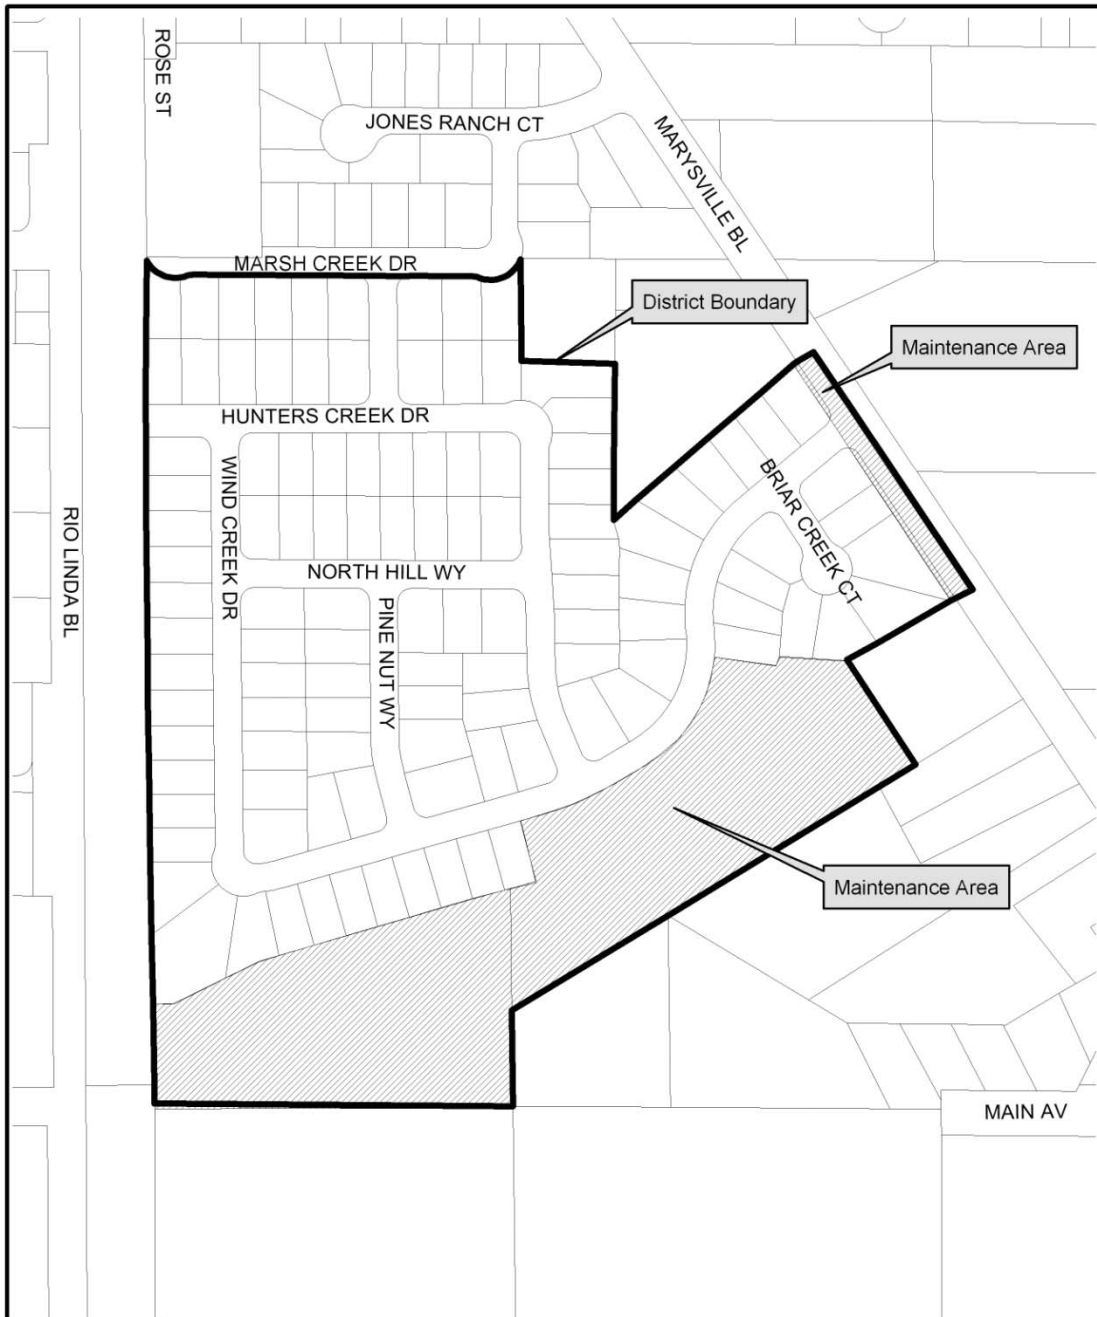 ROSE ST
JONES RANCH CT
MARYSVILLE BL
MARSH CREEK DR
District Boundary
Maintenance Area
HUNTERS CREEK DR
WIND CREEK DR
BRIAR CREEK CT
RIO LINDA BL
NORTH HILL WY
PINE NUT WY
Maintenance Area
MAIN AV